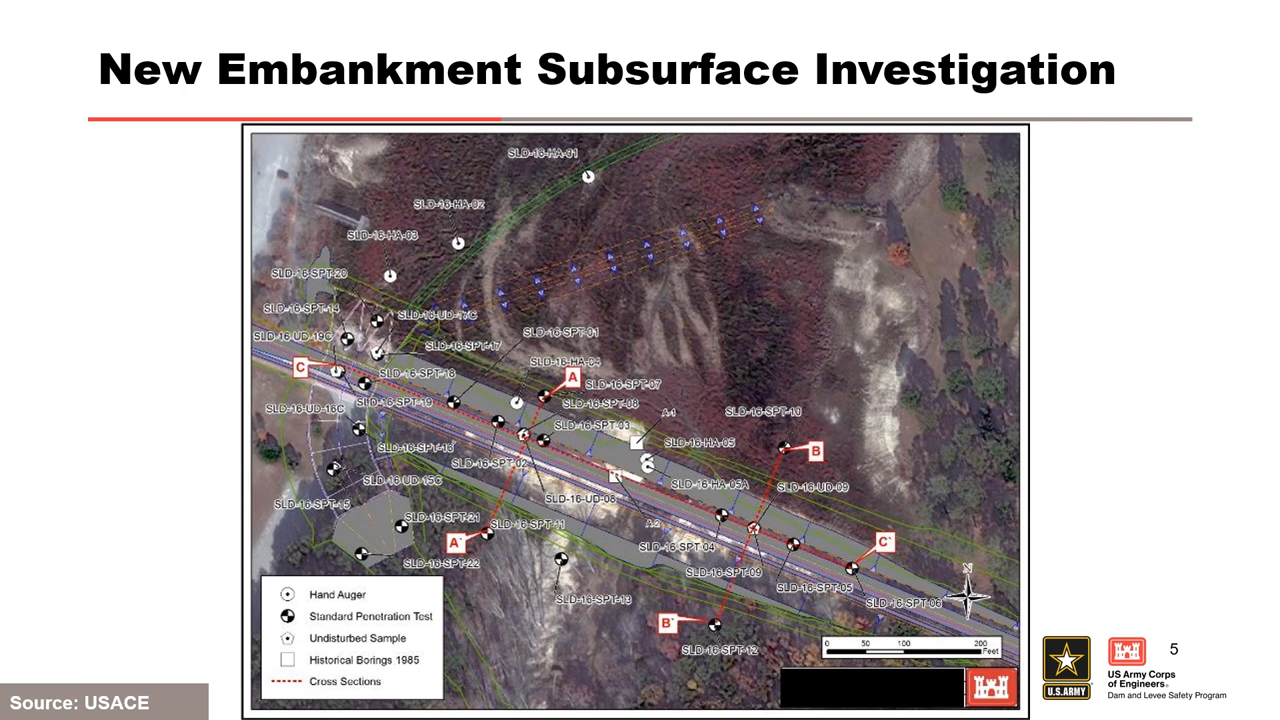 New Embankment Subsurface Investigation
SLD-16-HA-01
SLD-16-HA-02
SLD-16-HA-03
SLD-16-SPT-20
SLD-16-SPT-14
SLD-16-UD-17C
SLD-16-UD-19C
SLD-16-SPT-01
SLD-16-SPT-17
SLD-16-HA-04
C
SLD-16-SPT-18
A
SLD-16-SPT-07
SLD-16-SPT-19
SLD-16-SPT-08
SLD-16-UD-16C
A-1
SLD-16-SPT-10
SLD-16-SPT-03
SLD-16-SPT-16
SLD-16-HA-05
B
SLD-16-SPT-02
SLD-16-UD-15C
SLD-16-HA-05A
SLD-16-UD-09
SLD-16-UD-08
SLD-16-SPT-15
SLD-16-SPT-21
SLD-16-SPT-11
A-2
A`
SLD-16-SPT-04
C`
SLD-16-SPT-22
SLD-16-SPT-09
SLD-16-SPT-05
SLD-16-SPT-13
SLD-16-SPT-06
N
B`
SLD-16-SPT-12
Hand Auger
Standard Penetration Test
Undisturbed Sample
Historical Borings 1985
Cross Sections
0 50 100 200
Feet
Source: USACE
U.S.ARMY
US Army Corps
of Engineers®
Dam and Levee Safety Program
5